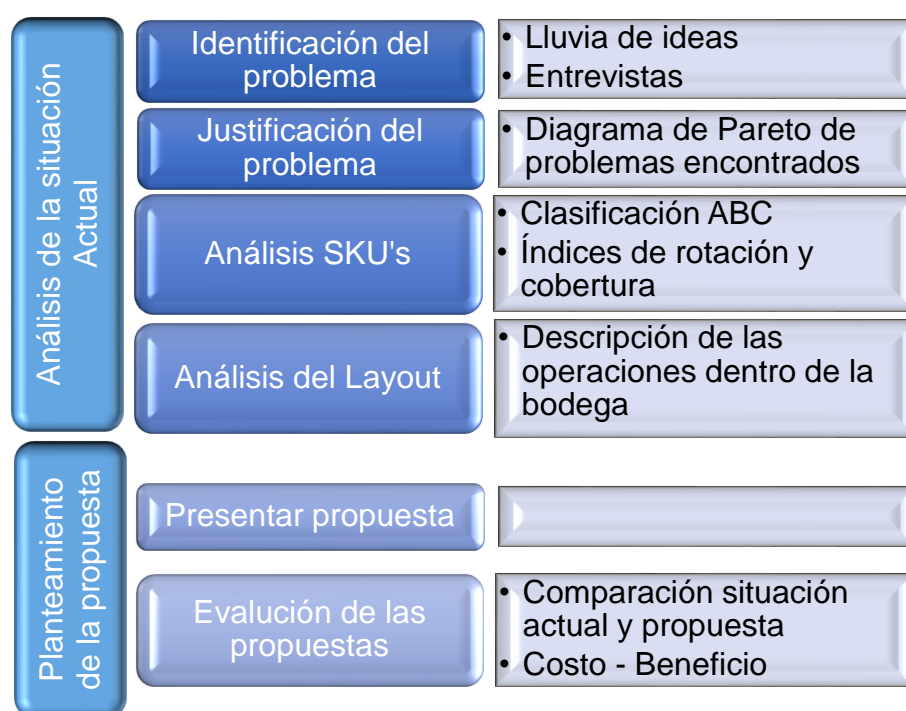 Análisis de la situación
Actual
Identificación del
problema
• Lluvia de ideas
• Entrevistas
Justificación del
problema
• Diagrama de Pareto de
problemas encontrados
Análisis SKU's
• Clasificación ABC
• Índices de rotación y
cobertura
Análisis del Layout
• Descripción de las
operaciones dentro de la
bodega
Planteamiento
de la propuesta
Presentar propuesta
Evalución de las
propuestas
• Comparación situación
actual y propuesta
• Costo - Beneficio